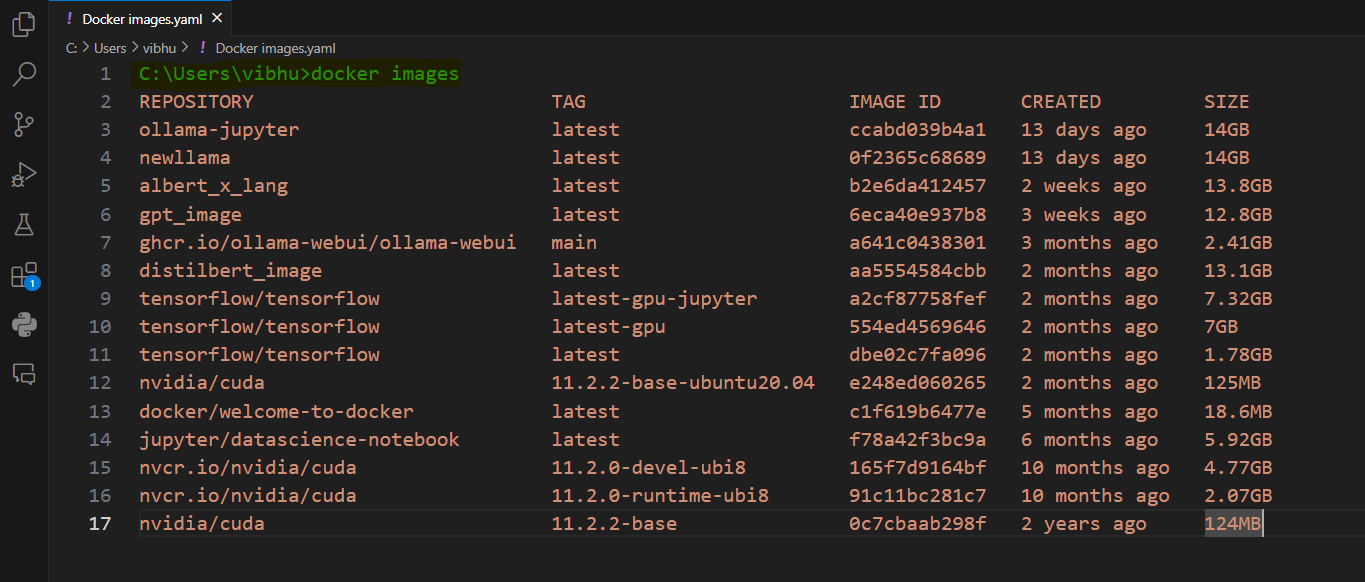 ! Docker images.yaml ×
C: > Users > vibhu > ! Docker images.yaml
1 C:\Users\vibhu>docker images
2 REPOSITORY TAG IMAGE ID CREATED SIZE
3 ollama-jupyter latest ccabd039b4a1 13 days ago 14GB
4 newllama latest 0f2365c68689 13 days ago 14GB
5 albert_x_lang latest b2e6da412457 2 weeks ago 13.8GB
6 gpt_image latest 6eca40e937b8 3 weeks ago 12.8GB
7 ghcr.io/ollama-webui/ollama-webui main a641c0438301 3 months ago 2.41GB
8 distilbert_image latest aa5554584cbb 2 months ago 13.1GB
9 tensorflow/tensorflow latest-gpu-jupyter a2cf87758fef 2 months ago 7.32GB
10 tensorflow/tensorflow latest-gpu 554ed4569646 2 months ago 7GB
11 tensorflow/tensorflow latest dbe02c7fa096 2 months ago 1.78GB
12 nvidia/cuda 11.2.2-base-ubuntu20.04 e248ed060265 2 months ago 125MB
13 docker/welcome-to-docker latest c1f619b6477e 5 months ago 18.6MB
14 jupyter/datascience-notebook latest f78a42f3bc9a 6 months ago 5.92GB
15 nvcr.io/nvidia/cuda 11.2.0-devel-ubi8 165f7d9164bf 10 months ago 4.77GB
16 nvcr.io/nvidia/cuda 11.2.0-runtime-ubi8 91c11bc281c7 10 months ago 2.07GB
17 nvidia/cuda 11.2.2-base 0c7cbaab298f 2 years ago 124MB
1